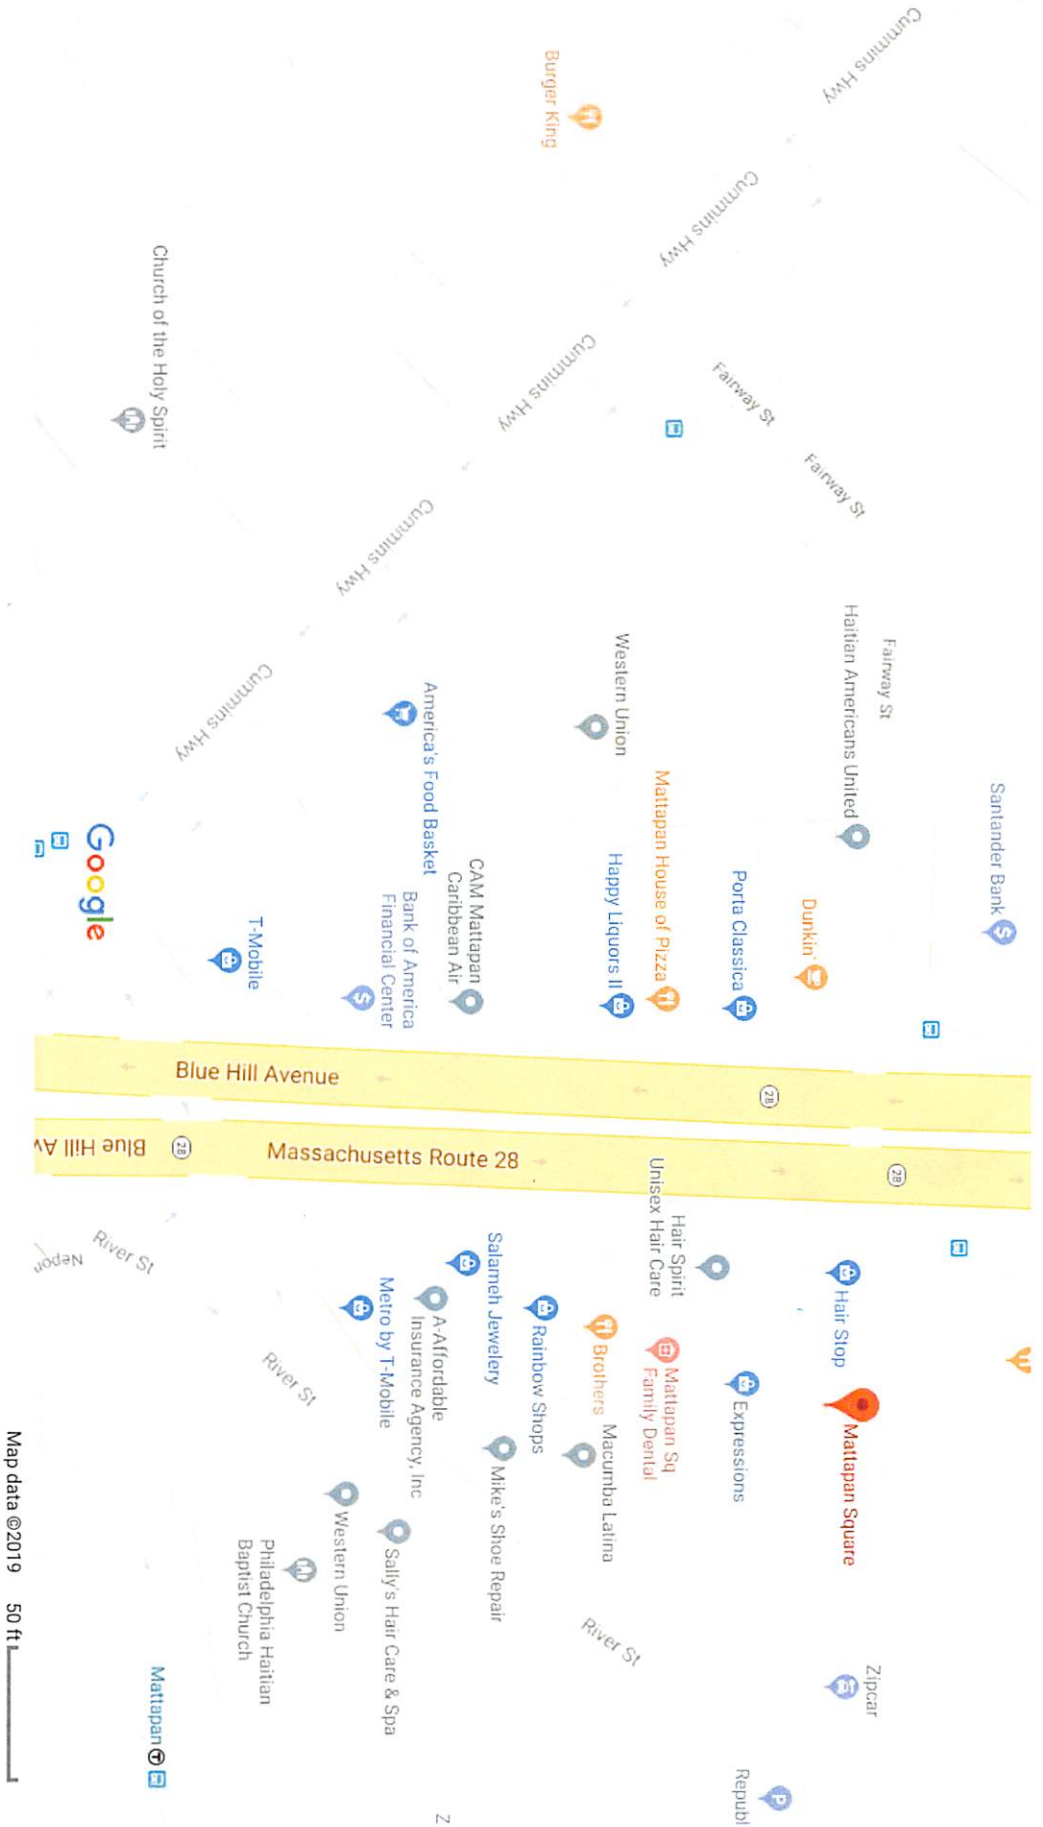 Santander Bank
Cummins Hwy
28
Fairway St
Zipcar
Haitian Americans United
Hair Stop
Mattapan Square
Fairway St
Dunkin'
28
Fairway St
Porta Classica
Expressions
Republ
Cummins Hwy
Hair Spirit
Unisex Hair Care
Mattapan Sq
Family Dental
Mattapan House of Pizza
Western Union
Happy Liquors II
Brothers
Macumba Latina
River St
Burger King
Cummins Hwy
Rainbow Shops
Salameh Jewelery
Mike's Shoe Repair
CAM Mattapan
Caribbean Air
America's Food Basket
A-Affordable
Insurance Agency, Inc
Z
Bank of America
Financial Center
Massachusetts Route 28
Cummins Hwy
Metro by T-Mobile
Sally's Hair Care & Spa
Western Union
River St
T-Mobile
Blue Hill Avenue
Philadelphia Haitian
Baptist Church
Cummins Hwy
28
Church of the Holy Spirit
Mattapan T
River St
Google
Blue Hill Av
Nepon
Map data ©2019 50 ft